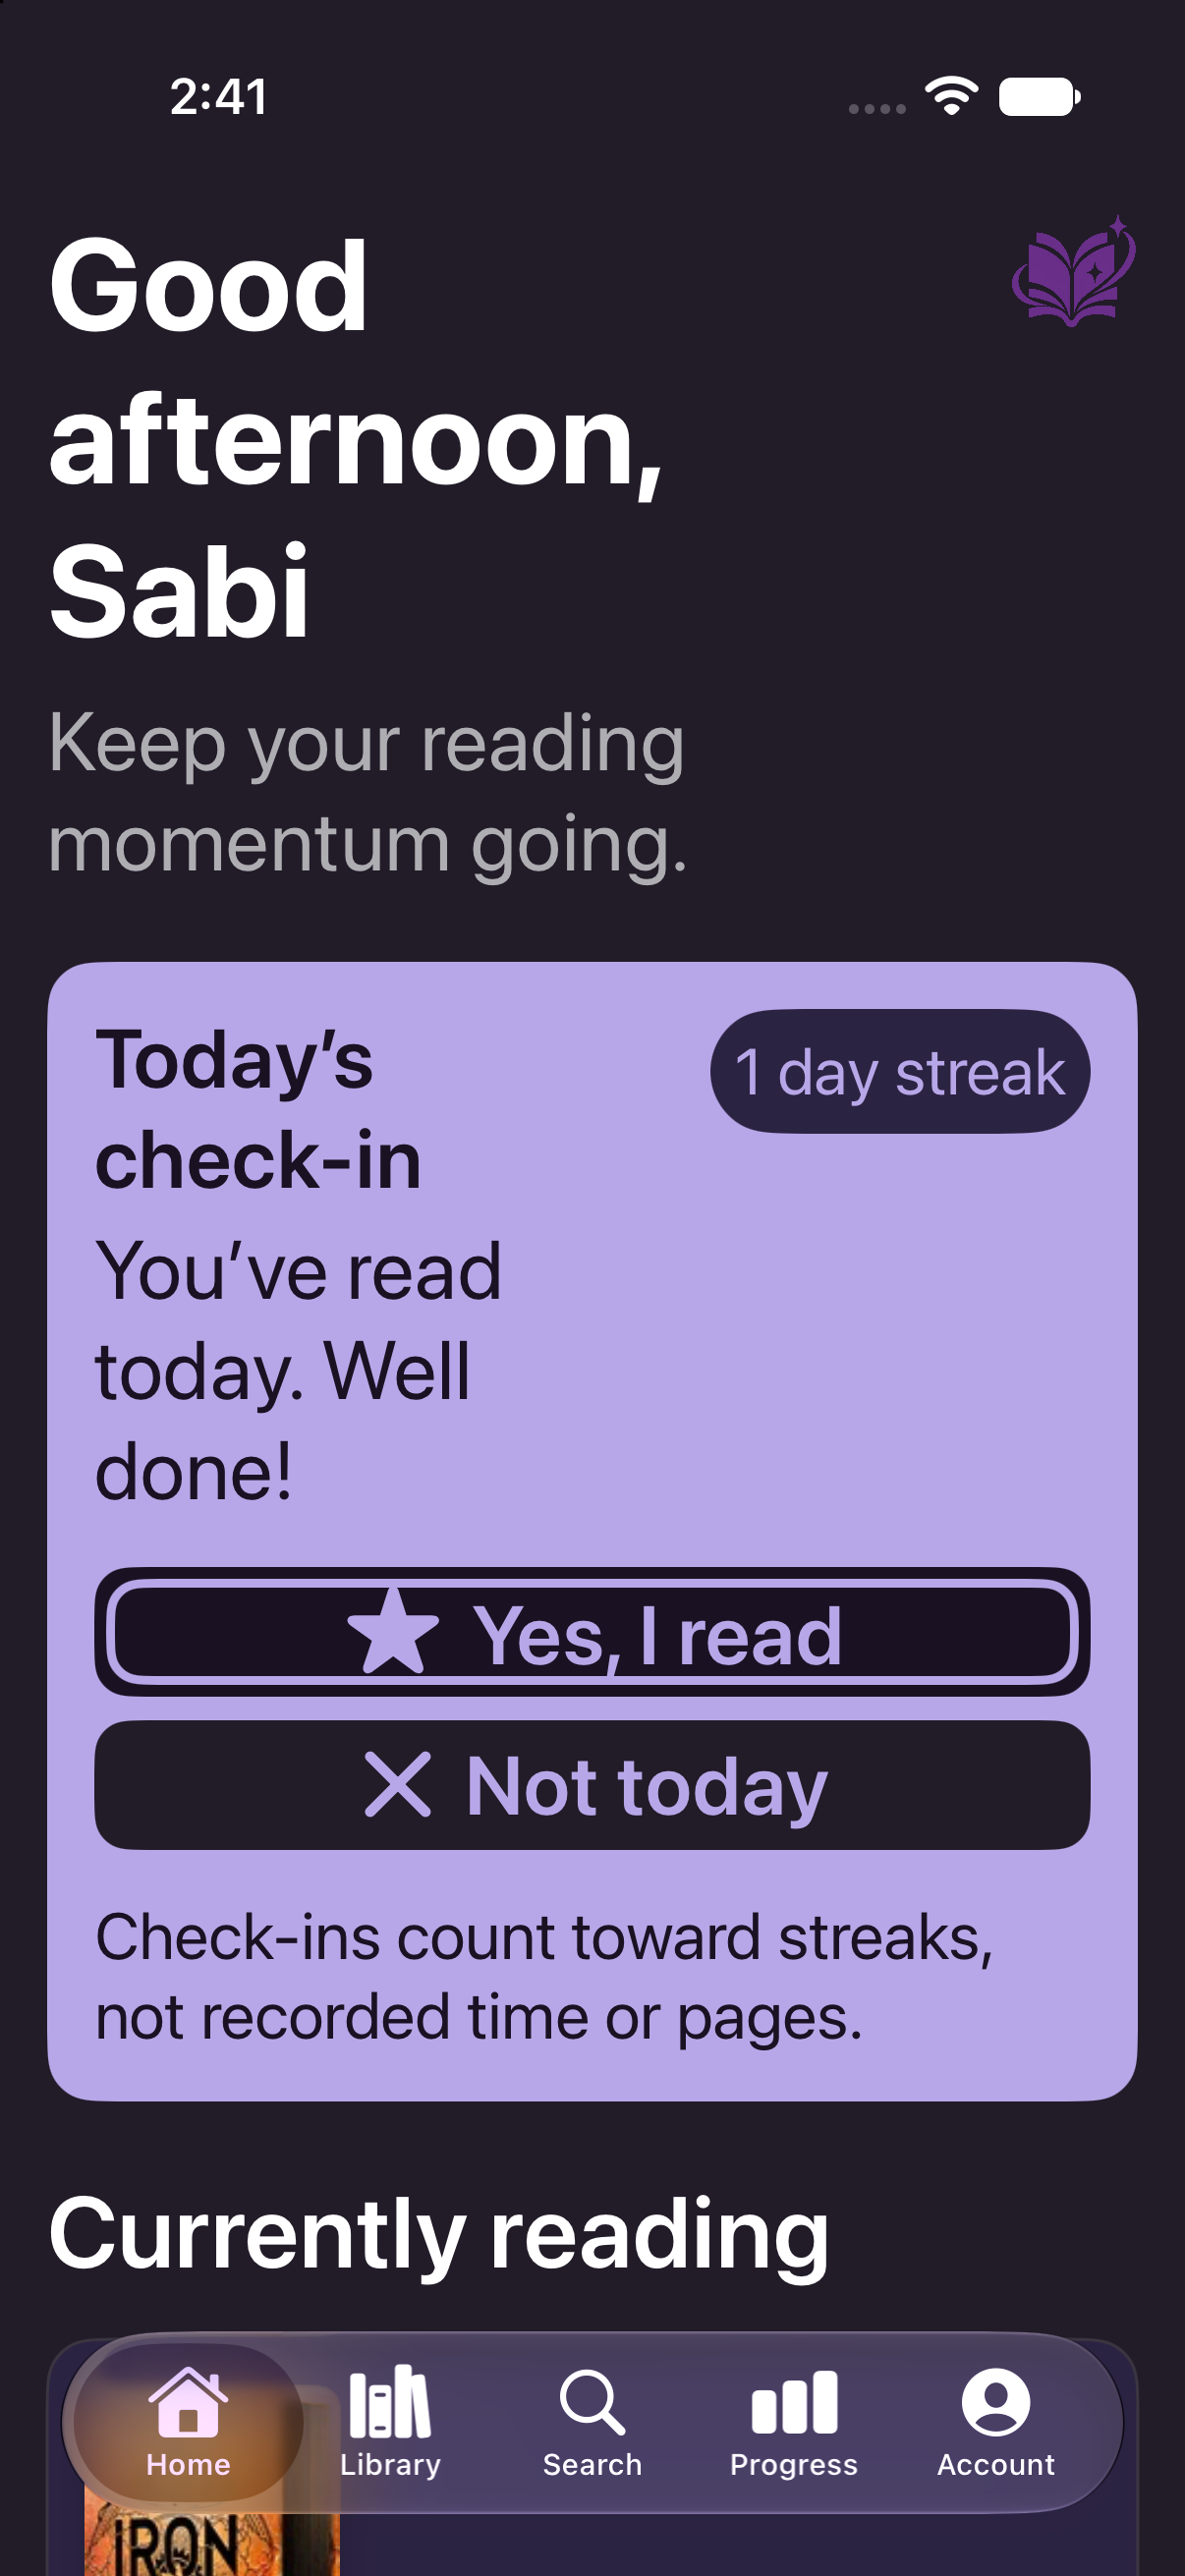 2:41
Good
afternoon,
Sabi
Keep your reading
momentum going.
Today’s
check-in
1 day streak
You’ve read
today. Well
done!
Yes, I read
Not today
Check-ins count toward streaks,
not recorded time or pages.
Currently reading
Home
Library
Search
Progress
Account
IRON